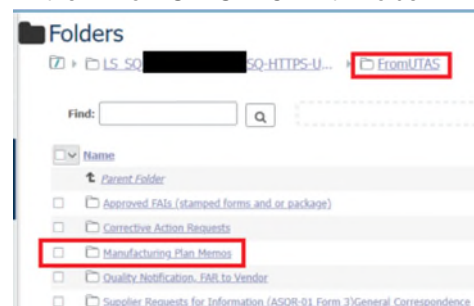 Folders
LS_SQ SQ-HTTPS-U... FromUTAS
Find:
Name
Parent Folder
Approved FAIs (stamped forms and or package)
Corrective Action Requests
Manufacturing Plan Memos
Quality Notification, FAR to Vendor
Supplier Requests for Information (ASOR-01 Form 3)General Correspondence